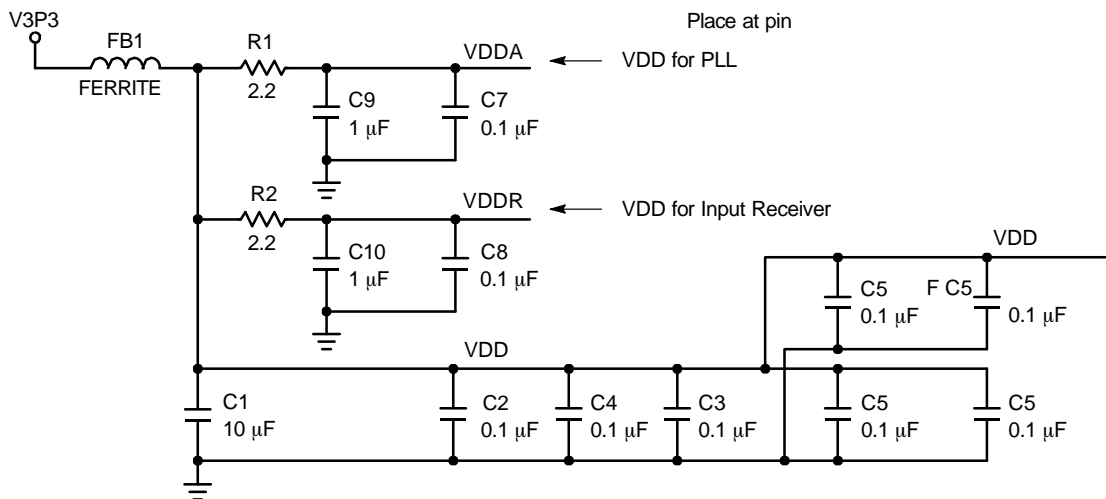 V3P3
Place at pin
FB1
R1
VDDA
VDD for PLL
FERRITE
2.2
C9
1 μF
C7
0.1 μF
R2
VDDR
VDD for Input Receiver
2.2
C10
1 μF
C8
0.1 μF
VDD
C5
0.1 μF
F C5
0.1 μF
VDD
C1
10 μF
C2
0.1 μF
C4
0.1 μF
C3
0.1 μF
C5
0.1 μF
C5
0.1 μF